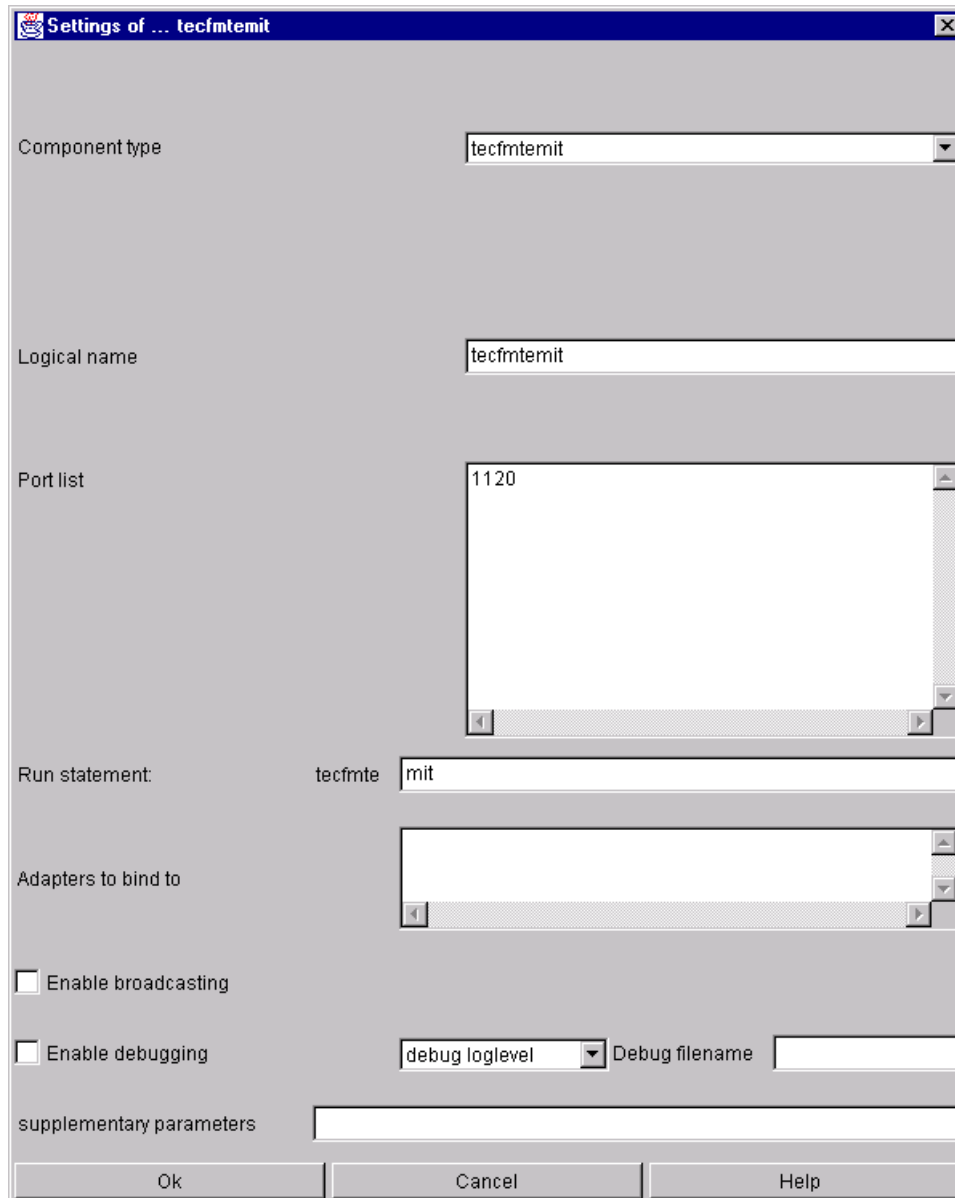 Settings of ... tecfmtemit
Component type tecfmtemit
Logical name tecfmtemit
Port list 1120
Run statement: tecfmte mit
Adapters to bind to
Enable broadcasting
Enable debugging debug loglevel Debug filename
supplementary parameters
Ok Cancel Help